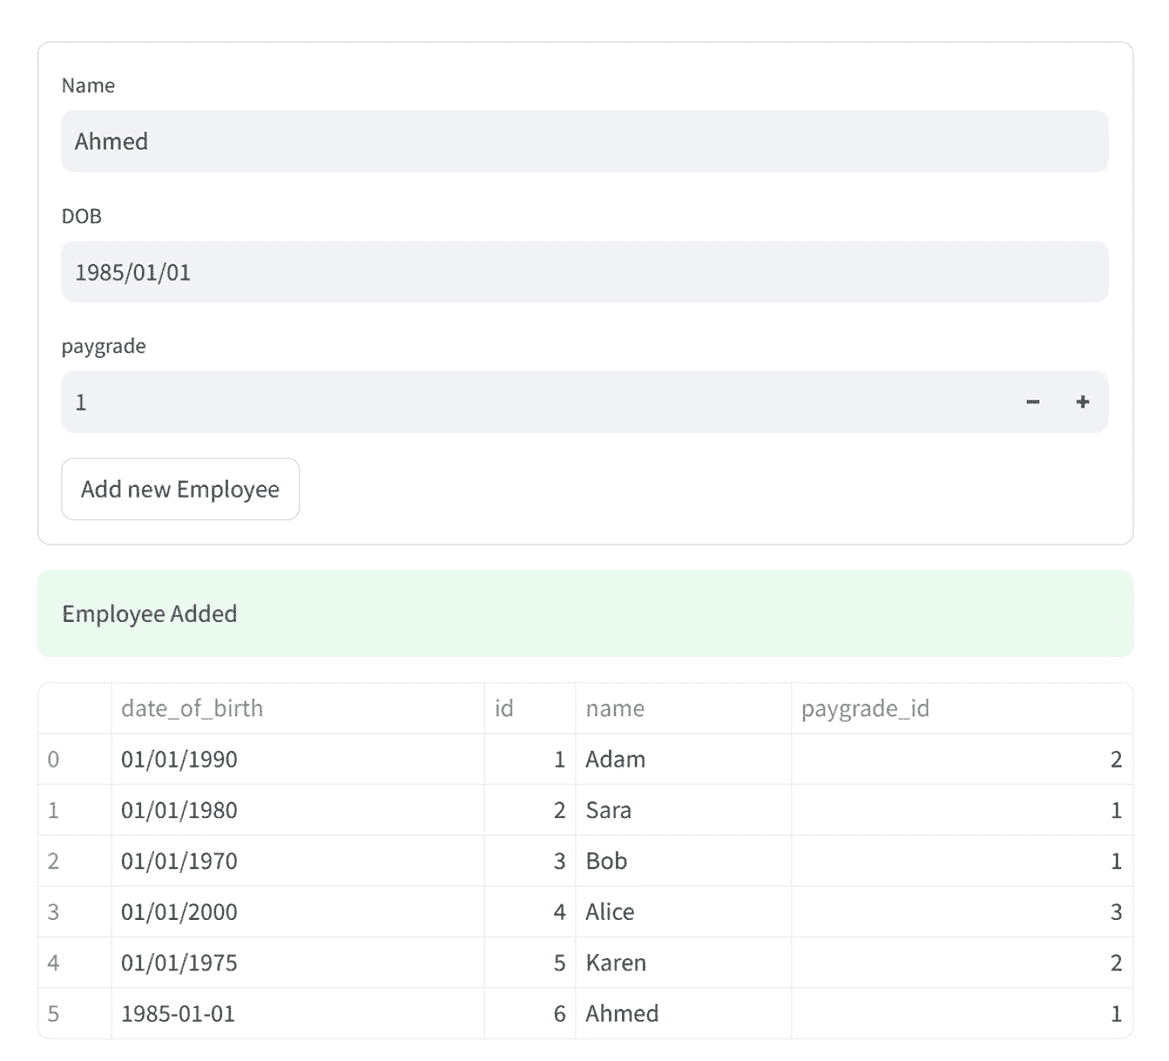 Name
Ahmed
DOB
1985/01/01
paygrade
1 − +
Add new Employee
Employee Added
date_of_birth id name paygrade_id
0 01/01/1990 1 Adam 2
1 01/01/1980 2 Sara 1
2 01/01/1970 3 Bob 1
3 01/01/2000 4 Alice 3
4 01/01/1975 5 Karen 2
5 1985-01-01 6 Ahmed 1